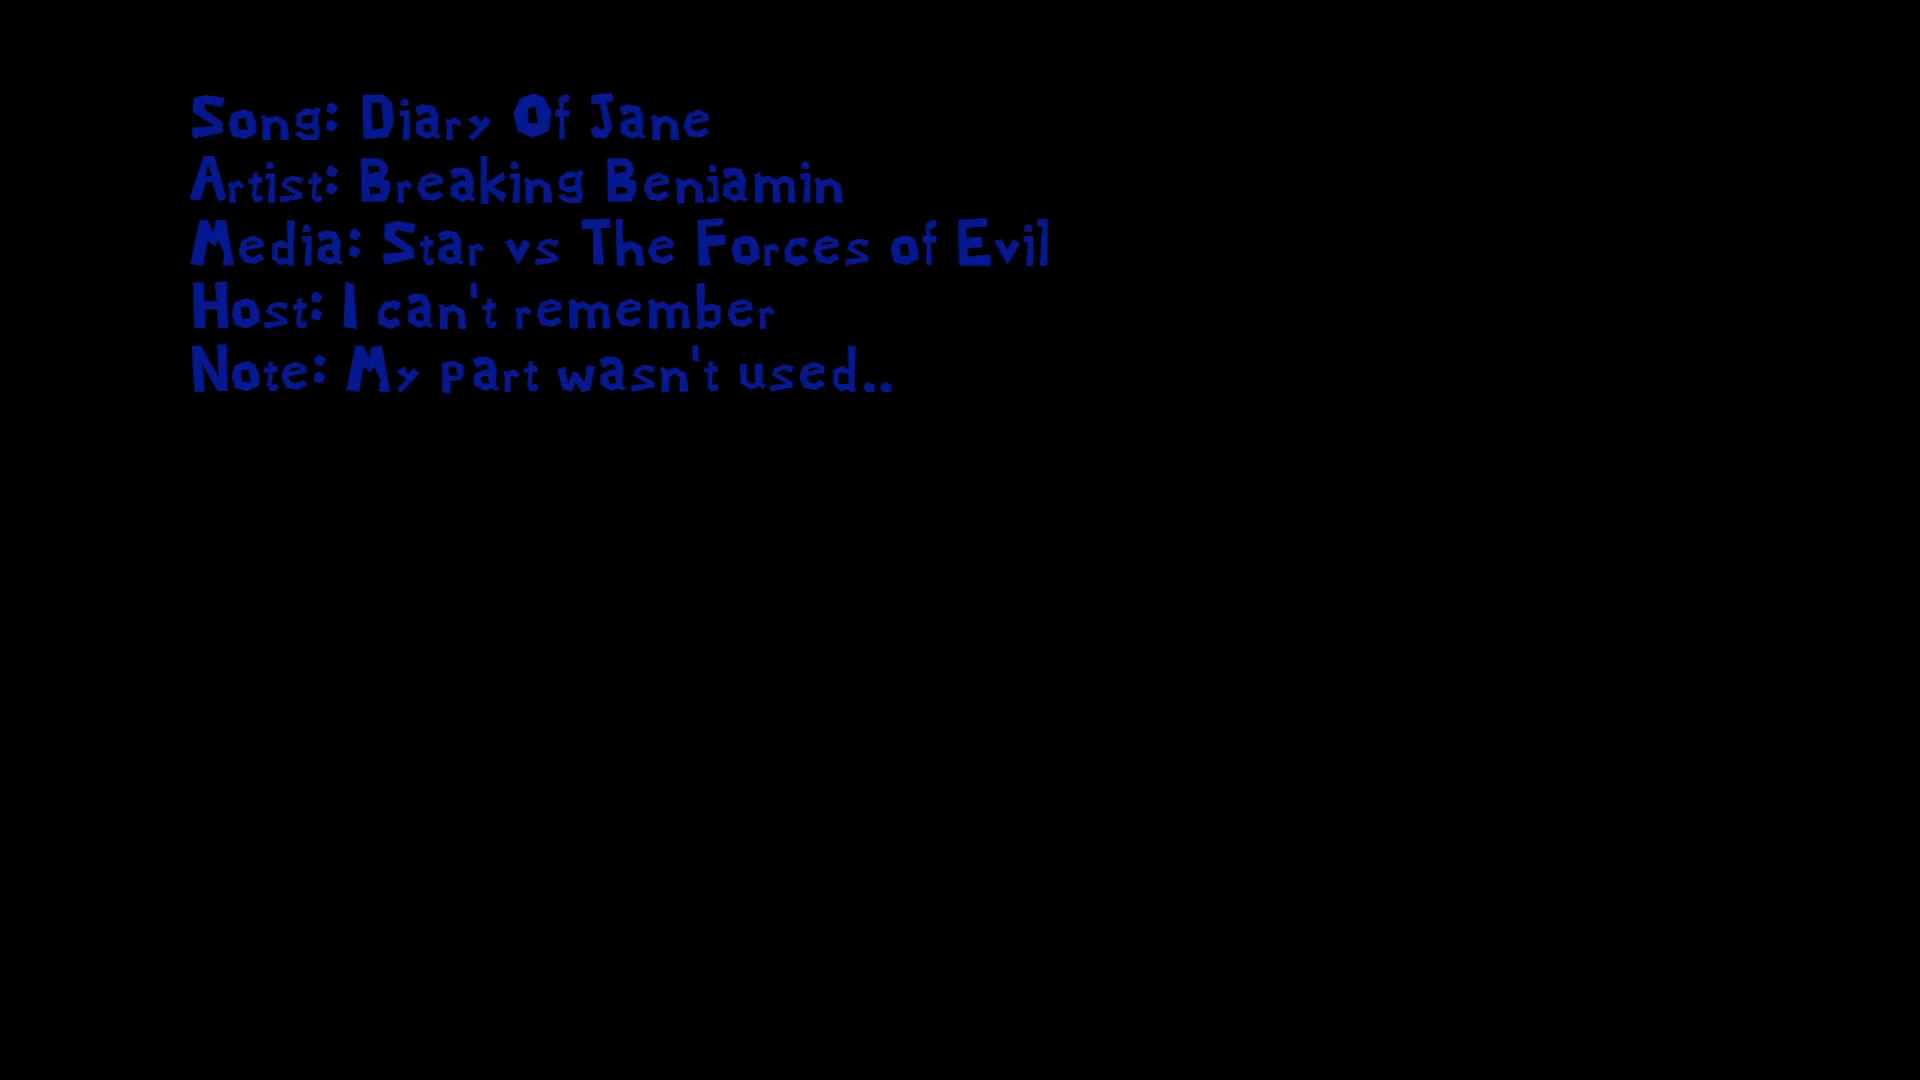 Song: Diary Of Jane
Artist: Breaking Benjamin
Media: Star vs The Forces of Evil
Host: I can't remember
Note: My part wasn't used..